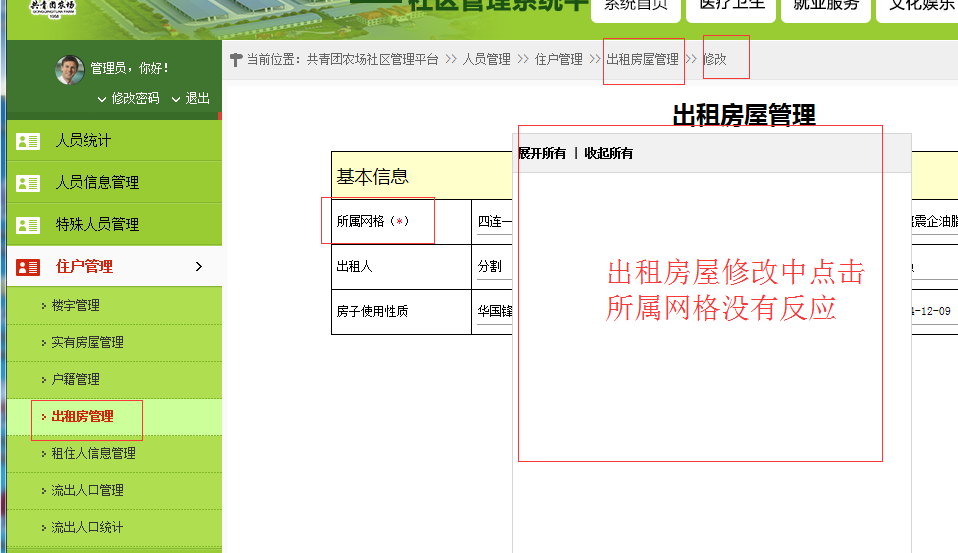 共青团农场
1956
社区管理系统平
系统首页
医疗卫生
就业服务
文化娱乐
管理员，你好！
修改密码 退出
当前位置：共青团农场社区管理平台 >> 人员管理 >> 住户管理 >> 出租房屋管理 >> 修改
人员统计
人员信息管理
特殊人员管理
住户管理
楼宇管理
实有房屋管理
户籍管理
出租房管理
租住人信息管理
流出人口管理
流出人口统计
出租房屋管理
展开所有 | 收起所有
基本信息
所属网格（*） 四连一
震企油脂
出租人 分割
房子使用性质 华国锋
-12-09
出租房屋修改中点击
所属网格没有反应